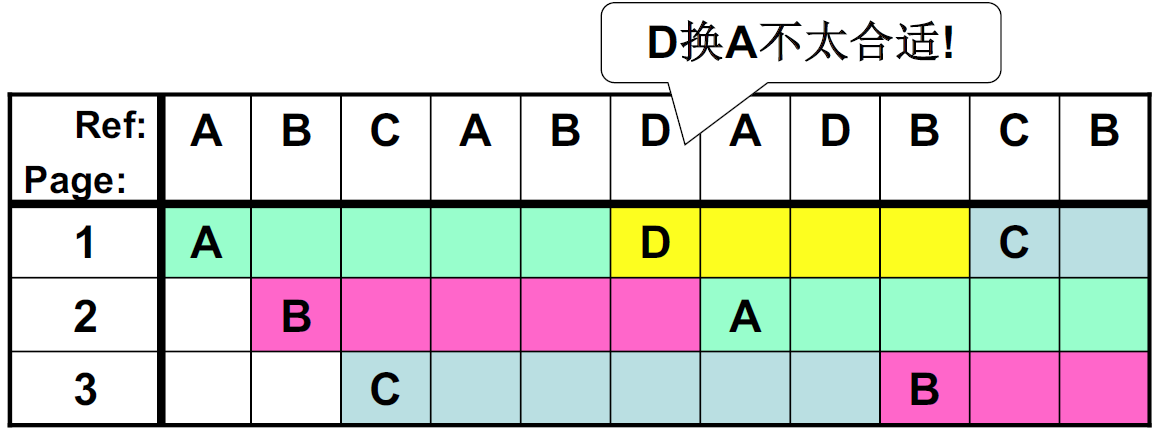 D换A不太合适!
Ref: A B C A B D A D B C B
Page:
1 A D C
2 B A
3 C B